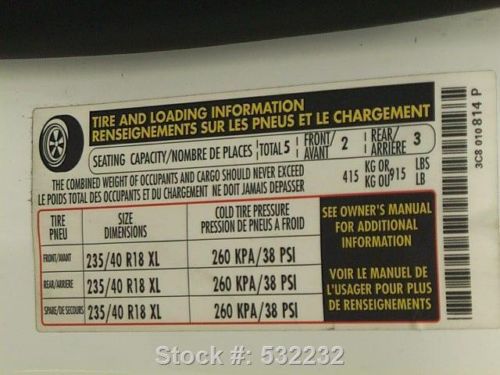 TIRE AND LOADING INFORMATION
RENSEIGNEMENTS SUR LES PNEUS ET LE CHARGEMENT
SEATING CAPACITY/NOMBRE DE PLACES TOTAL 5 FRONT/AVANT 2 REAR/ARRIÈRE 3
THE COMBINED WEIGHT OF OCCUPANTS AND CARGO SHOULD NEVER EXCEED
LE POIDS TOTAL DES OCCUPANTS ET DU CHARGEMENT NE DOIT JAMAIS DEPASSER
415 KG OR 915 LBS
KG OU LB
TIRE
PNEU
SIZE
DIMENSIONS
COLD TIRE PRESSURE
PRESSION DE PNEUS A FROID
FRONT/AVANT 235/40 R18 XL 260 KPA/38 PSI
REAR/ARRIERE 235/40 R18 XL 260 KPA/38 PSI
SPARE/DE SECOURS 235/40 R18 XL 260 KPA/38 PSI
SEE OWNER'S MANUAL
FOR ADDITIONAL
INFORMATION
VOIR LE MANUEL DE
L'USAGER POUR PLUS
DE RENSEIGNEMENTS
3C8 010 814 P
Stock #: 532232